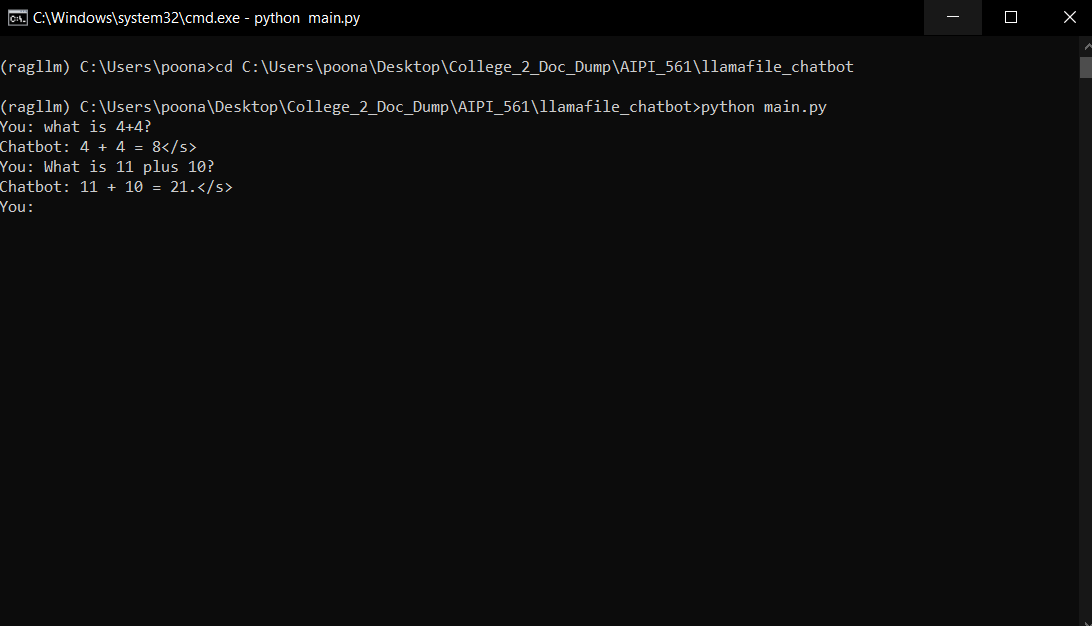 C:\Windows\system32\cmd.exe - python  main.py
(ragllm) C:\Users\poona>cd C:\Users\poona\Desktop\College_2_Doc_Dump\AIPI_561\llamafile_chatbot
(ragllm) C:\Users\poona\Desktop\College_2_Doc_Dump\AIPI_561\llamafile_chatbot>python main.py
You: what is 4+4?
Chatbot: 4 + 4 = 8</s>
You: What is 11 plus 10?
Chatbot: 11 + 10 = 21.</s>
You: